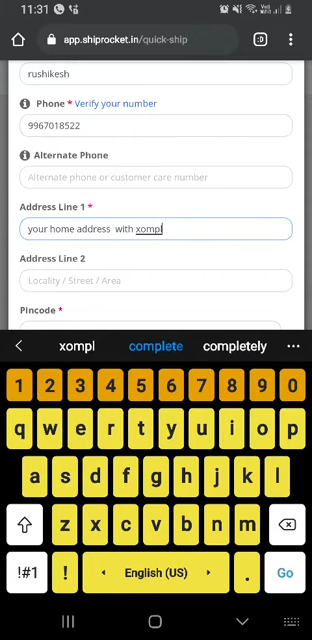 11:31
app.shiprocket.in/quick-ship
:D
rushikesh
Phone * Verify your number
9967018522
Alternate Phone
Alternate phone or customer care number
Address Line 1 *
your home address  with xompl
Address Line 2
Locality / Street / Area
Pincode *
xompl complete completely
1 2 3 4 5 6 7 8 9 0
q w e r t y u i o p
a s d f g h j k l
z x c v b n m
!#1 ! English (US) . Go